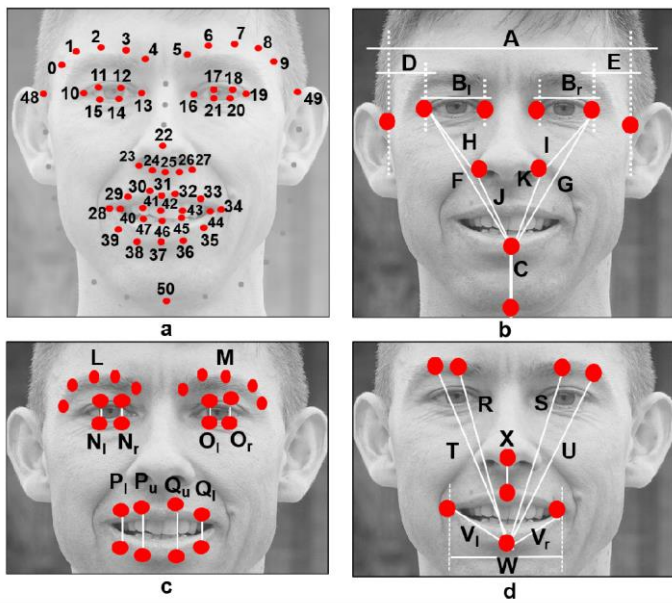 1 2 3 4 5 6 7 8
0 9
11 12 17 18
48 10 13 16 19 49
15 14 21 20
22
23 24 25 26 27
29 30 31 32 33
28 41 42 43 34
40 44
39 47 46 45 35
38 37 36
50
a
A
D E
Bl Br
H I
F K G
J
C
b
L M
Nl Nr Ol Or
Pl Pu Qu Ql
c
R S
T X U
Vl Vr
W
d